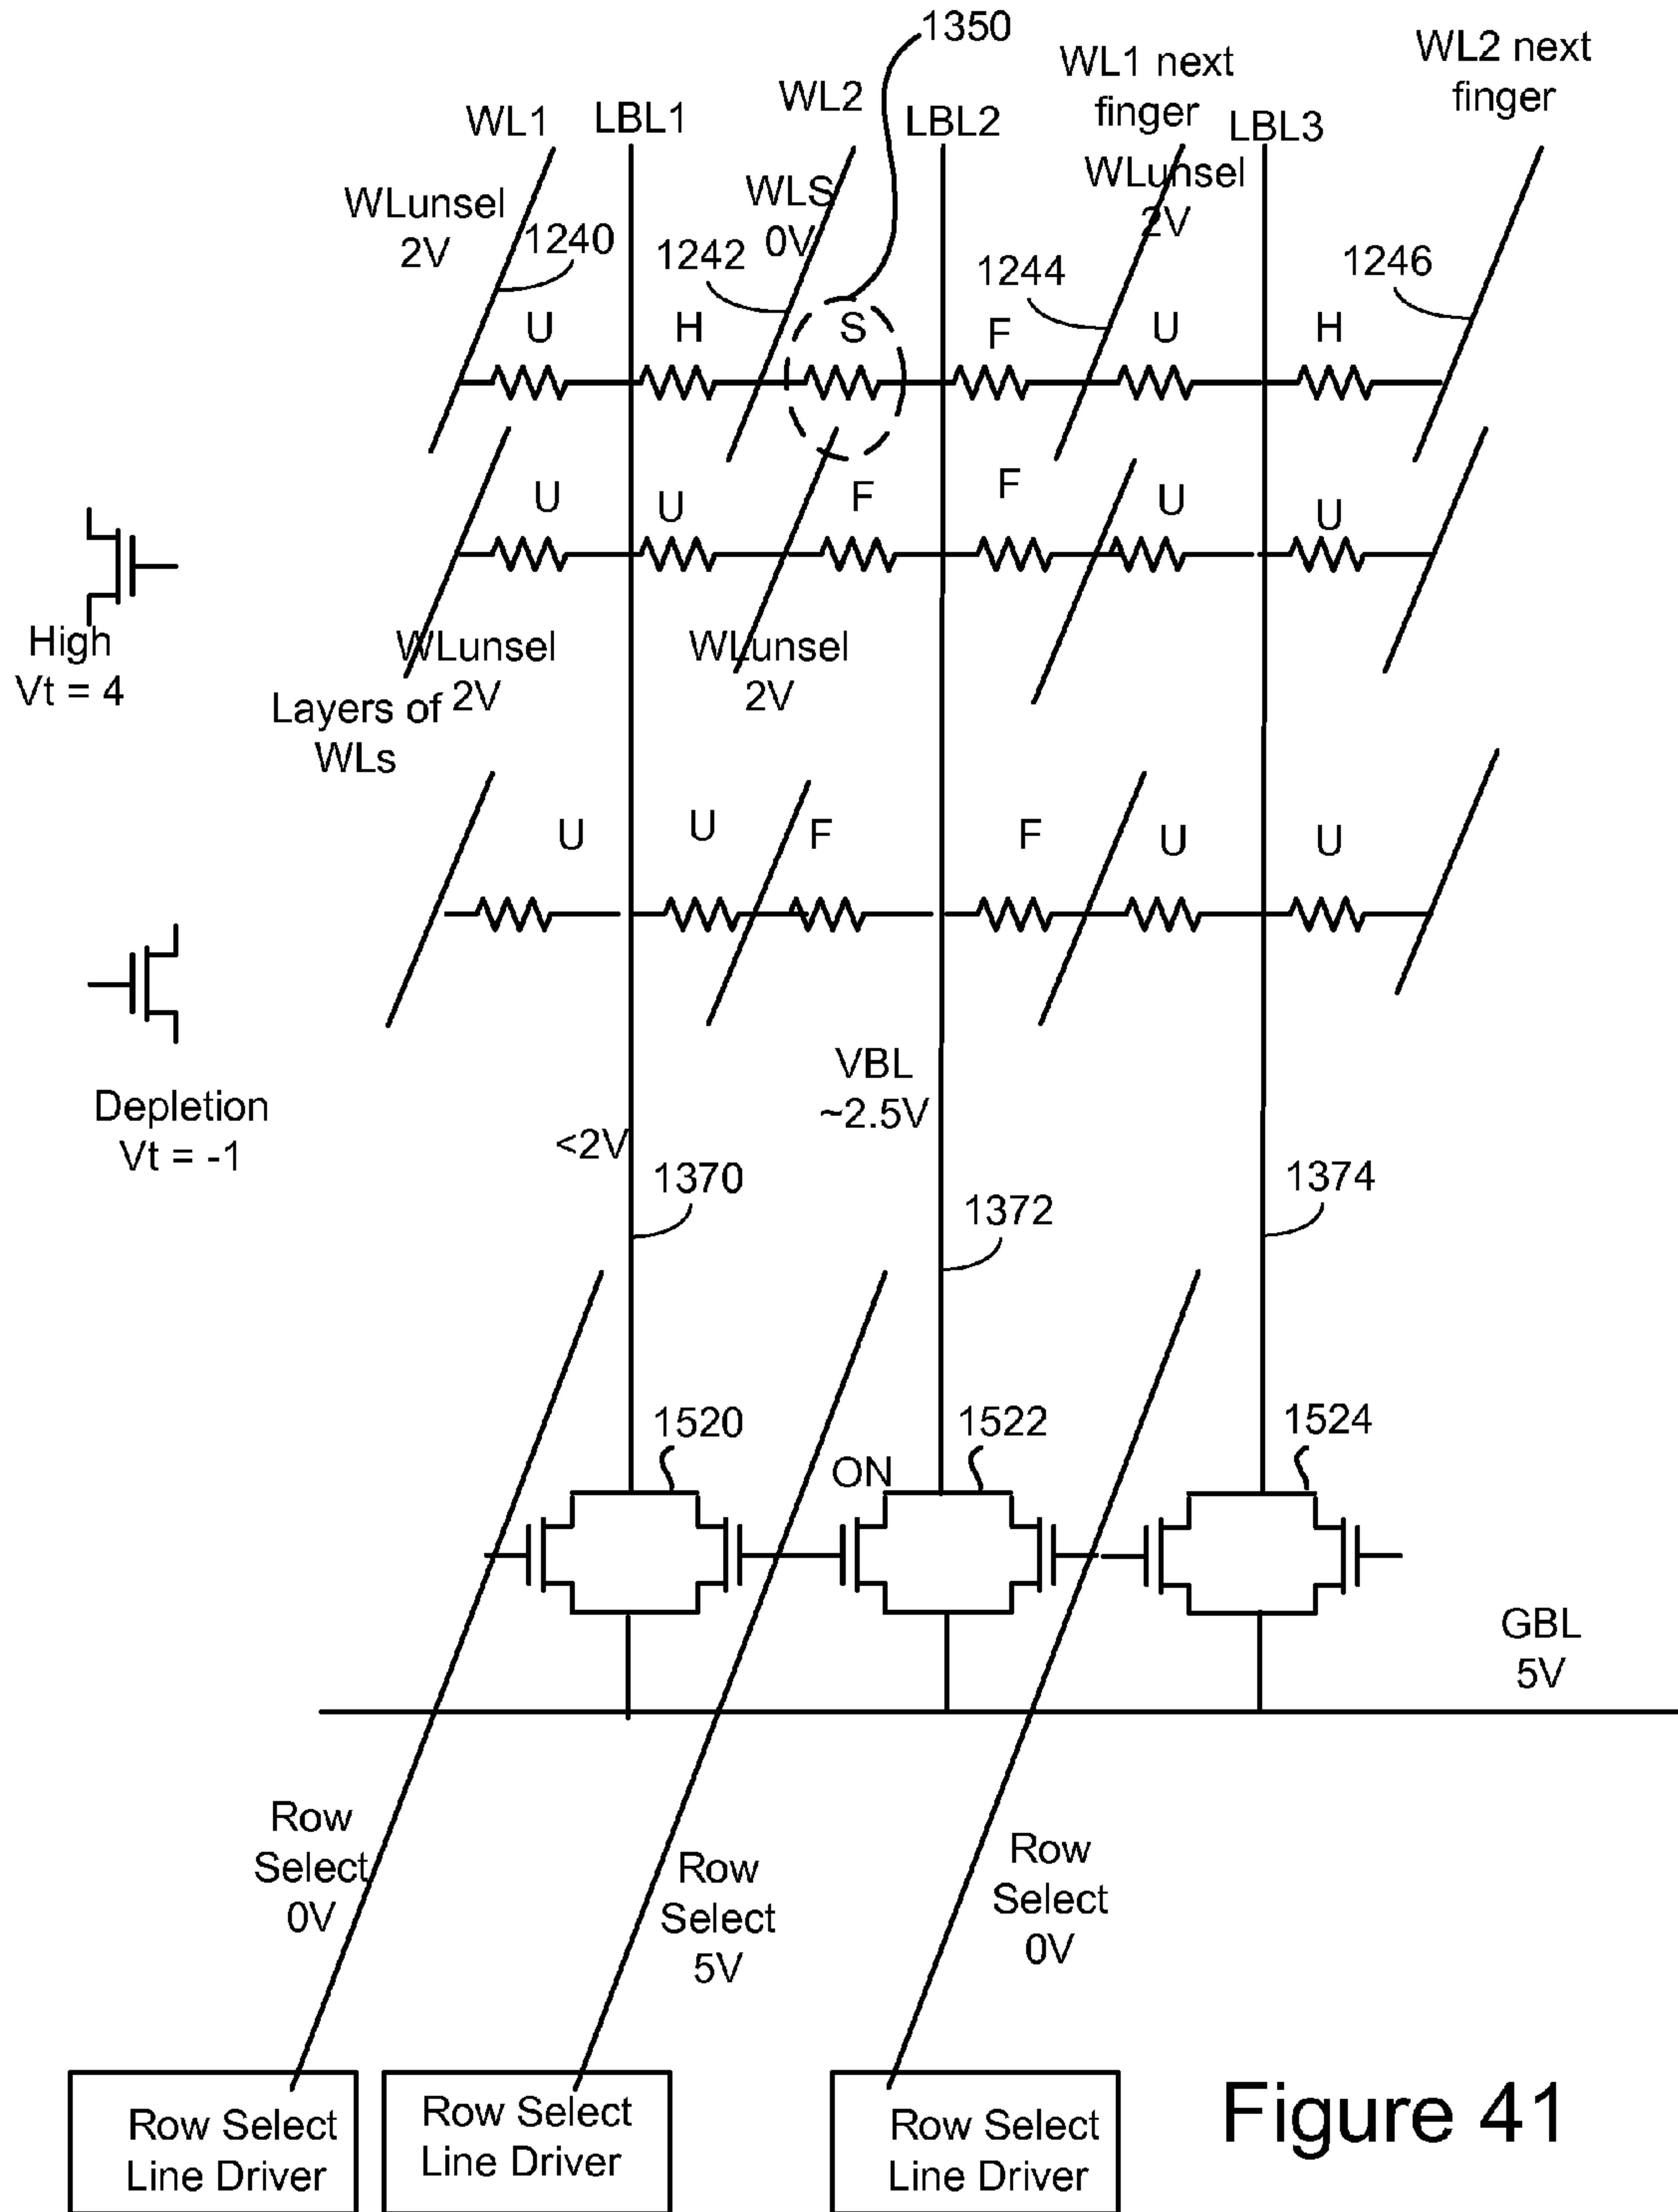 1350
WL1
LBL1
WL2
LBL2
WL1 next
finger
LBL3
WL2 next
finger
WLunsel
2V
WLS
0V
WLunsel
2V
1240
1242
1244
1246
U
H
S
F
U
H
U
U
F
F
U
U
High
Vt = 4
WLunsel
2V
WLunsel
2V
Layers of
WLs
U
U
F
F
U
U
Depletion
Vt = -1
VBL
~2.5V
<2V
1370
1372
1374
1520
ON
1522
1524
GBL
5V
Row
Select
0V
Row
Select
5V
Row
Select
0V
Row Select
Line Driver
Row Select
Line Driver
Row Select
Line Driver
Figure 41